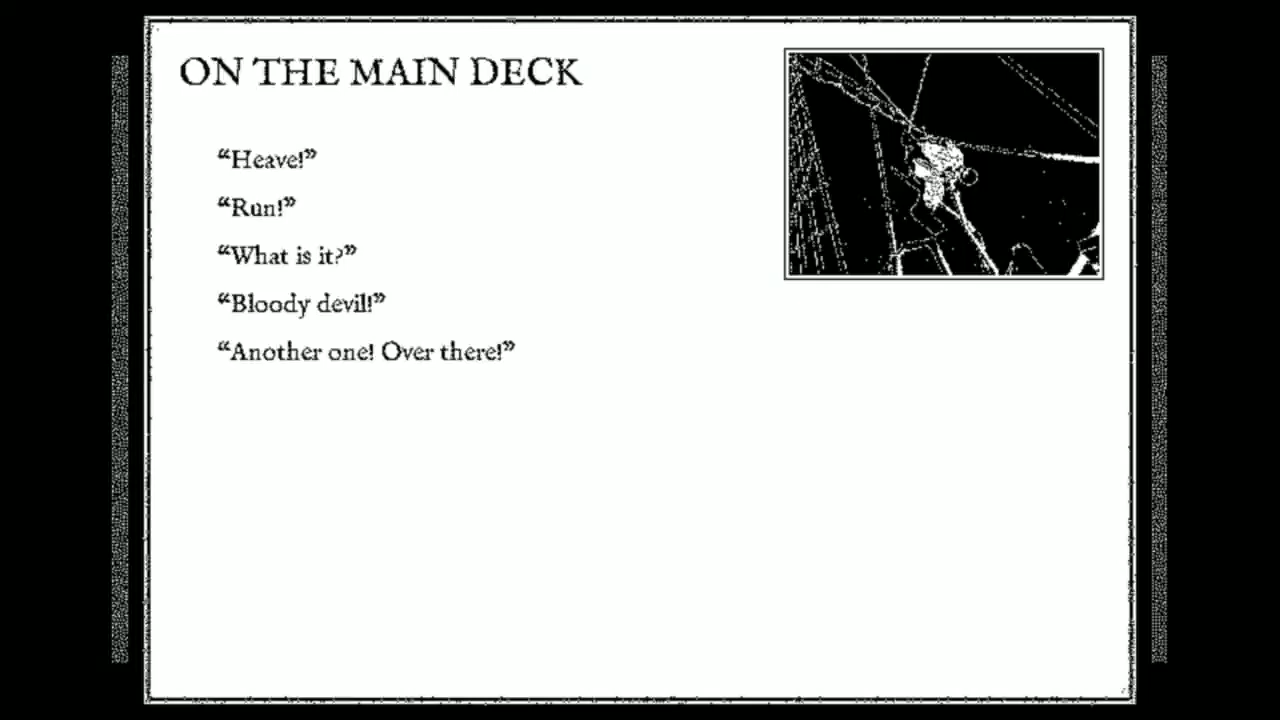 ON THE MAIN DECK
“Heave!”
“Run!”
“What is it?”
“Bloody devil!”
“Another one! Over there!”